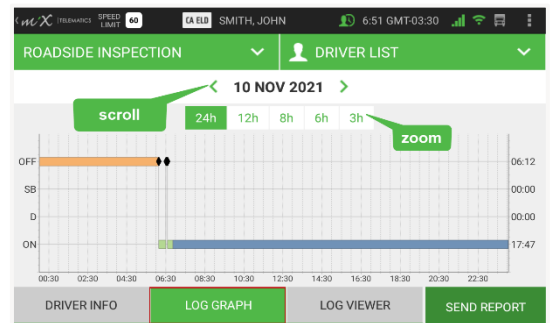 miX TELEMATICS SPEED LIMIT 60 CA ELD SMITH, JOHN 6:51 GMT-03:30
ROADSIDE INSPECTION DRIVER LIST
< 10 NOV 2021 >
scroll
24h 12h 8h 6h 3h
zoom
OFF 06:12
SB 00:00
D 00:00
ON 17:47
00:30 02:30 04:30 06:30 08:30 10:30 12:30 14:30 16:30 18:30 20:30 22:30
DRIVER INFO LOG GRAPH LOG VIEWER SEND REPORT